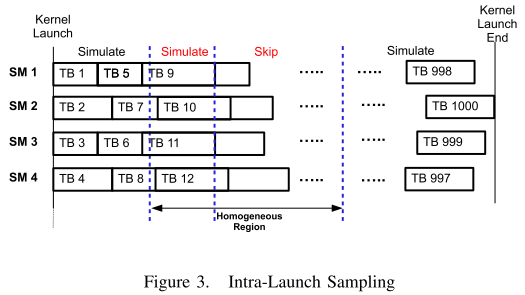 Kernel
Launch
Kernel
Launch
End
Simulate Simulate Skip Simulate
SM 1 TB 1 TB 5 TB 9 ..... ..... TB 998
SM 2 TB 2 TB 7 TB 10 ..... ..... TB 1000
SM 3 TB 3 TB 6 TB 11 ..... ..... TB 999
SM 4 TB 4 TB 8 TB 12 ..... ..... TB 997
Homogeneous
Region
Figure 3. Intra-Launch Sampling